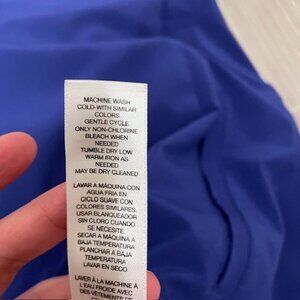 MACHINE WASH
COLD-WITH SIMILAR
COLORS
GENTLE CYCLE
ONLY NON-CHLORINE
BLEACH WHEN
NEEDED
TUMBLE DRY LOW
WARM IRON AS
NEEDED
MAY BE DRY CLEANED
LAVAR A MÁQUINA CON
AGUA FRIA EN
CICLO SUAVE CON
COLORES SIMILARES.
USAR BLANQUEADOR
SIN CLORO CUANDO
SE NECESITE
SECAR A MÁQUINA A
BAJA TEMPERATURA
PLANCHAR A BAJA
TEMPERATURA
LAVAR EN SECO
LAVER À LA MACHINE À
L'EAU FROIDE AVEC
DES VÊTEMENTS DE